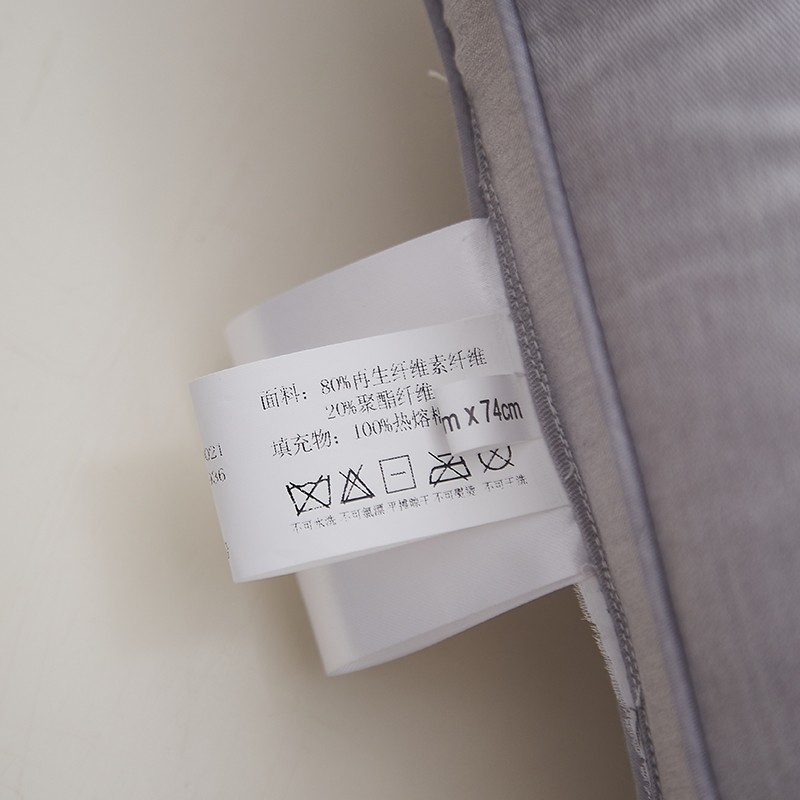 面料：80%再生纤维素纤维
20%聚酯纤维
填充物：100%热熔
m X 74cm
021
036
不可水洗 不可氯漂 平摊晾干 不可熨烫 不可干洗